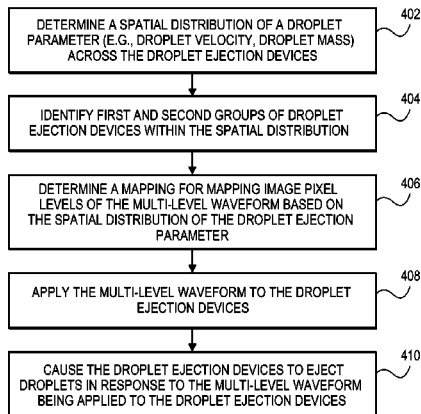 DETERMINE A SPATIAL DISTRIBUTION OF A DROPLET
PARAMETER (E.G., DROPLET VELOCITY, DROPLET MASS)
ACROSS THE DROPLET EJECTION DEVICES
402
IDENTIFY FIRST AND SECOND GROUPS OF DROPLET
EJECTION DEVICES WITHIN THE SPATIAL DISTRIBUTION
404
DETERMINE A MAPPING FOR MAPPING IMAGE PIXEL
LEVELS OF THE MULTI-LEVEL WAVEFORM BASED ON
THE SPATIAL DISTRIBUTION OF THE DROPLET EJECTION
PARAMETER
406
APPLY THE MULTI-LEVEL WAVEFORM TO THE DROPLET
EJECTION DEVICES
408
CAUSE THE DROPLET EJECTION DEVICES TO EJECT
DROPLETS IN RESPONSE TO THE MULTI-LEVEL WAVEFORM
BEING APPLIED TO THE DROPLET EJECTION DEVICES
410